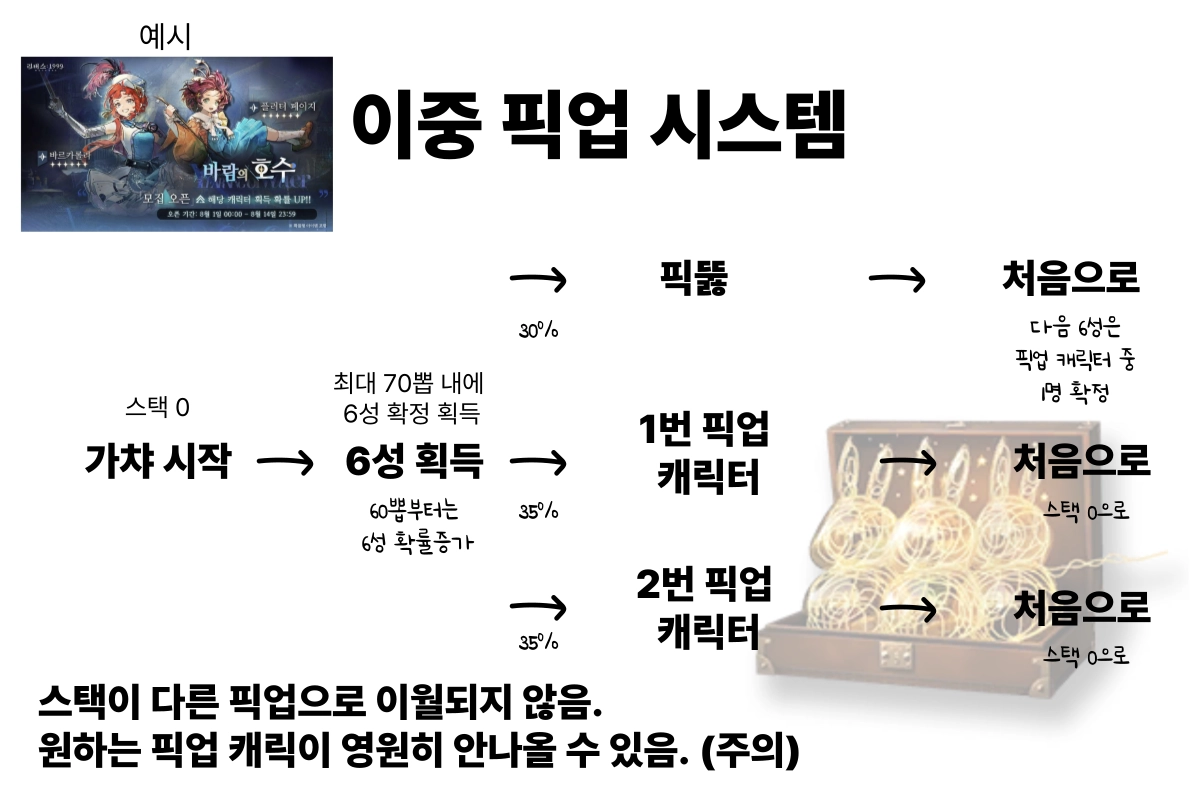 예시
리버스:1999
플러터 페이지
바르카롤라
바람의 호수
모집 오픈 해당 캐릭터 획득 확률 UP!!
오픈 기간: 8월 1일 00:00 ~ 8월 14일 23:59
이중 픽업 시스템
픽뚫
처음으로
30%
다음 6성은
픽업 캐릭터 중
1명 확정
스택 0
최대 70뽑 내에
6성 확정 획득
가챠 시작
6성 획득
60뽑부터는
6성 확률증가
35%
1번 픽업
캐릭터
처음으로
스택 0으로
35%
2번 픽업
캐릭터
처음으로
스택 0으로
스택이 다른 픽업으로 이월되지 않음.
원하는 픽업 캐릭이 영원히 안나올 수 있음. (주의)